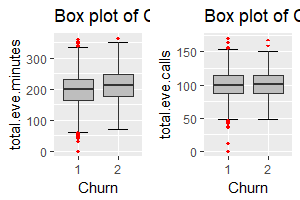 Box plot of C
total.eve.minutes
300
200
100
0
1 2
Churn
Box plot of C
total.eve.calls
150
100
50
0
1 2
Churn